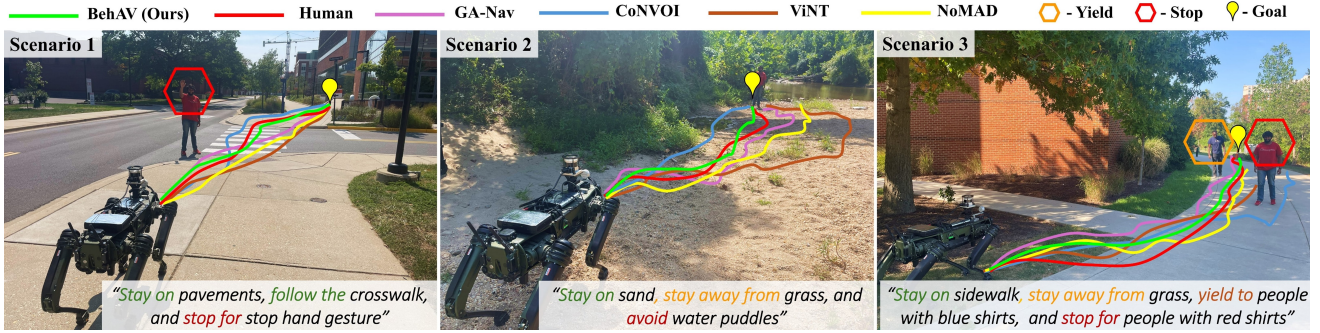 BehAV (Ours) Human GA-Nav CoNVOI ViNT NoMAD - Yield - Stop - Goal
Scenario 1
Scenario 2
Scenario 3
“Stay on pavements, follow the crosswalk,
and stop for stop hand gesture”
“Stay on sand, stay away from grass, and
avoid water puddles”
“Stay on sidewalk, stay away from grass, yield to people
with blue shirts, and stop for people with red shirts”